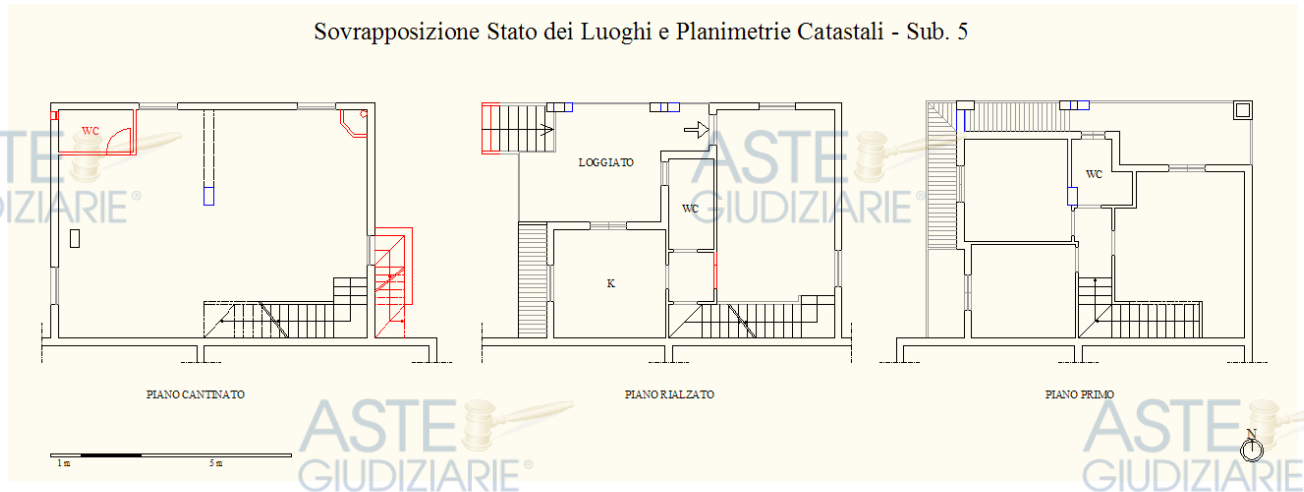 Sovrapposizione Stato dei Luoghi e Planimetrie Catastali - Sub. 5
WC
LOGGIATO
WC
K
WC
ASTE
GIUDIZIARIE®
ASTE
GIUDIZIARIE®
PIANO CANTINATO
PIANO RIALZATO
PIANO PRIMO
ASTE
GIUDIZIARIE®
ASTE
GIUDIZIARIE
1 m
5 m
N